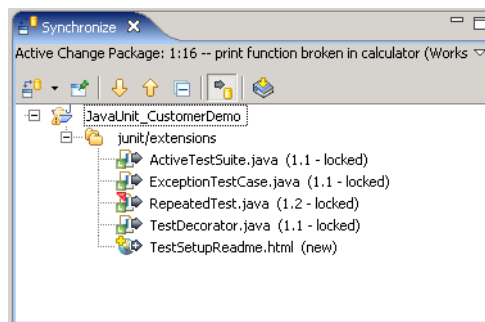 Synchronize
Active Change Package: 1:16 -- print function broken in calculator (Works
JavaUnit_CustomerDemo
junit/extensions
ActiveTestSuite.java (1.1 - locked)
ExceptionTestCase.java (1.1 - locked)
RepeatedTest.java (1.2 - locked)
TestDecorator.java (1.1 - locked)
TestSetupReadme.html (new)